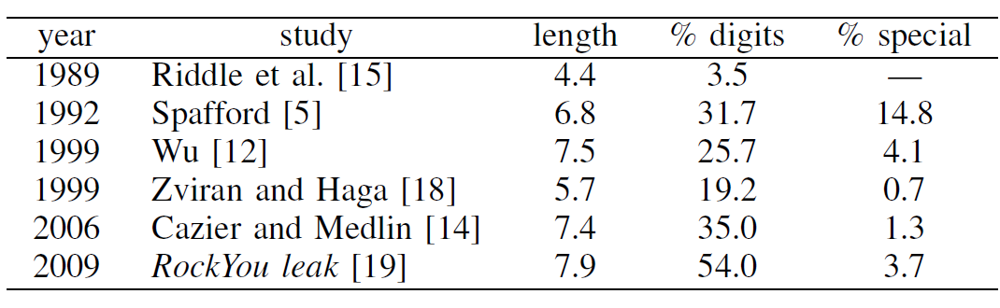 year study length % digits % special
1989 Riddle et al. [15] 4.4 3.5 —
1992 Spafford [5] 6.8 31.7 14.8
1999 Wu [12] 7.5 25.7 4.1
1999 Zviran and Haga [18] 5.7 19.2 0.7
2006 Cazier and Medlin [14] 7.4 35.0 1.3
2009 RockYou leak [19] 7.9 54.0 3.7